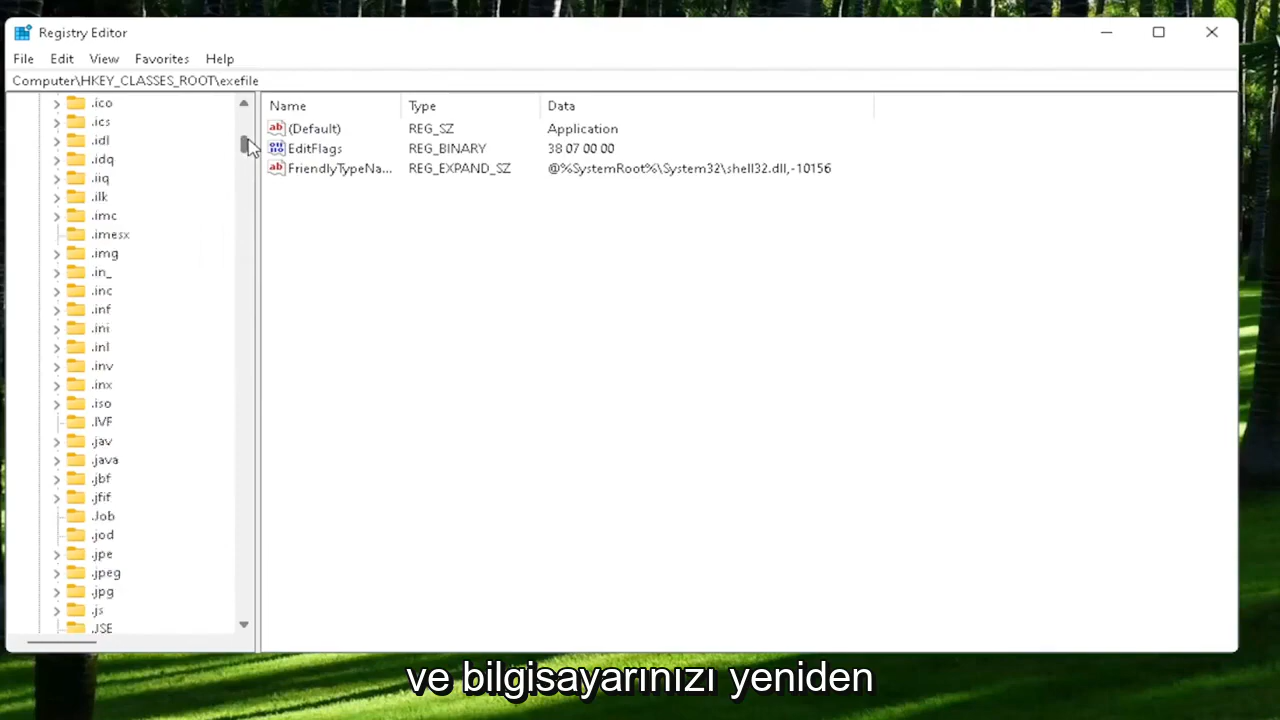 Registry Editor
File Edit View Favorites Help
Computer\HKEY_CLASSES_ROOT\exefile
.ico
.ics
.idl
.idq
.iiq
.ilk
.imc
.imesx
.img
.in_
.inc
.inf
.ini
.inl
.inv
.inx
.iso
.IVF
.jav
.java
.jbf
.jfif
.Job
.jod
.jpe
.jpeg
.jpg
.js
.JSE
Name Type Data
(Default) REG_SZ Application
EditFlags REG_BINARY 38 07 00 00
FriendlyTypeNa... REG_EXPAND_SZ @%SystemRoot%\System32\shell32.dll,-10156
ve bilgisayarınızı yeniden